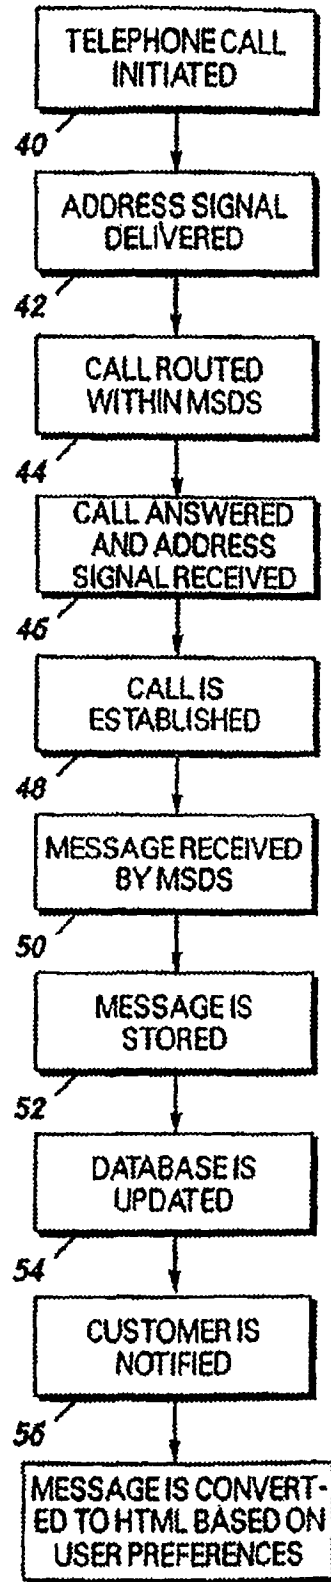 TELEPHONE CALL
INITIATED
40
ADDRESS SIGNAL
DELIVERED
42
CALL ROUTED
WITHIN MSDS
44
CALL ANSWERED
AND ADDRESS
SIGNAL RECEIVED
46
CALL IS
ESTABLISHED
48
MESSAGE RECEIVED
BY MSDS
50
MESSAGE IS
STORED
52
DATABASE IS
UPDATED
54
CUSTOMER IS
NOTIFIED
56
MESSAGE IS CONVERT-
ED TO HTML BASED ON
USER PREFERENCES